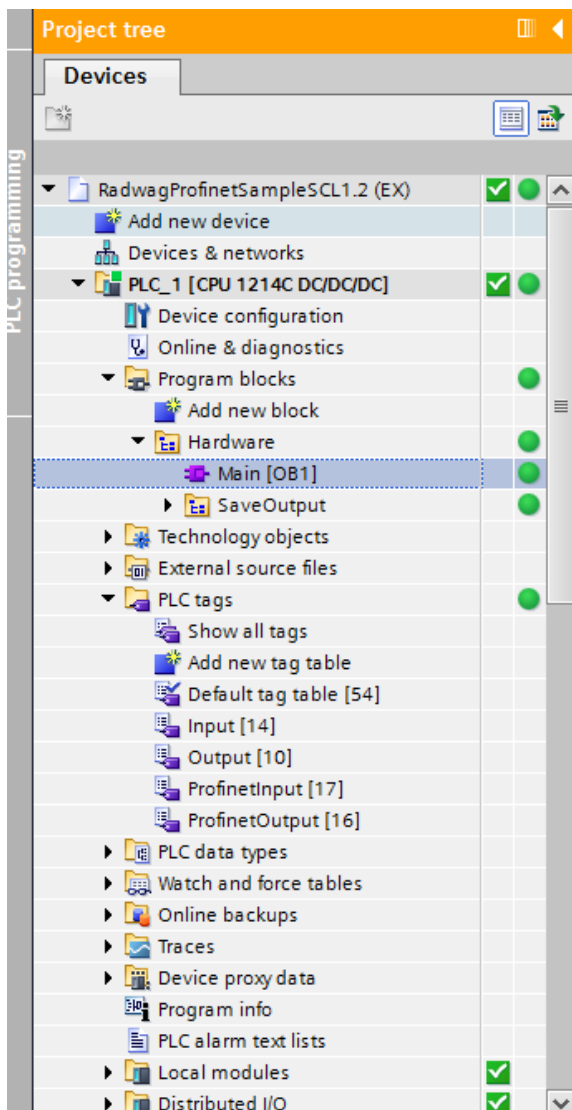 Project tree
Devices
PLC programming
RadwagProfinetSampleSCL1.2 (EX)
Add new device
Devices & networks
PLC_1 [CPU 1214C DC/DC/DC]
Device configuration
Online & diagnostics
Program blocks
Add new block
Hardware
Main [OB1]
SaveOutput
Technology objects
External source files
PLC tags
Show all tags
Add new tag table
Default tag table [54]
Input [14]
Output [10]
ProfinetInput [17]
ProfinetOutput [16]
PLC data types
Watch and force tables
Online backups
Traces
Device proxy data
Program info
PLC alarm text lists
Local modules
Distributed I/O